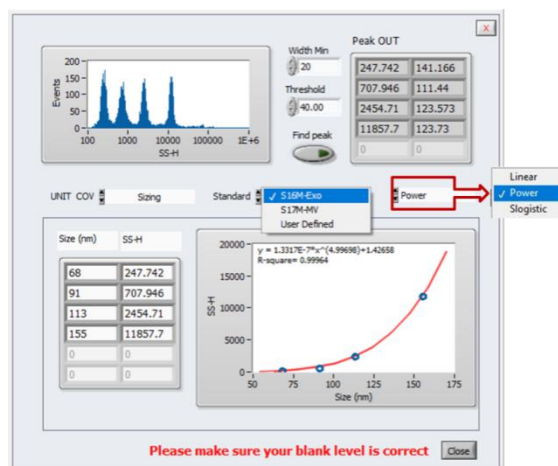 X
Peak OUT
Width Min
20
Threshold
40.00
Find peak
247.742 141.166
707.946 111.44
2454.71 123.573
11857.7 123.73
0 0
Events
200
150
100
50
0
100 1000 10000 100000 1E+6
SS-H
UNIT COV Sizing Standard ✓ S16M-Exo Power
S17M-MV
User Defined
Linear
✓ Power
Slogistic
Size (nm) SS-H
68 247.742
91 707.946
113 2454.71
155 11857.7
0 0
0 0
y = 1.3317E-7*x^(4.99698)+1.42658
R-square= 0.99964
SS-H
20000
15000
10000
5000
0
50 75 100 125 150 175
Size (nm)
Please make sure your blank level is correct Close